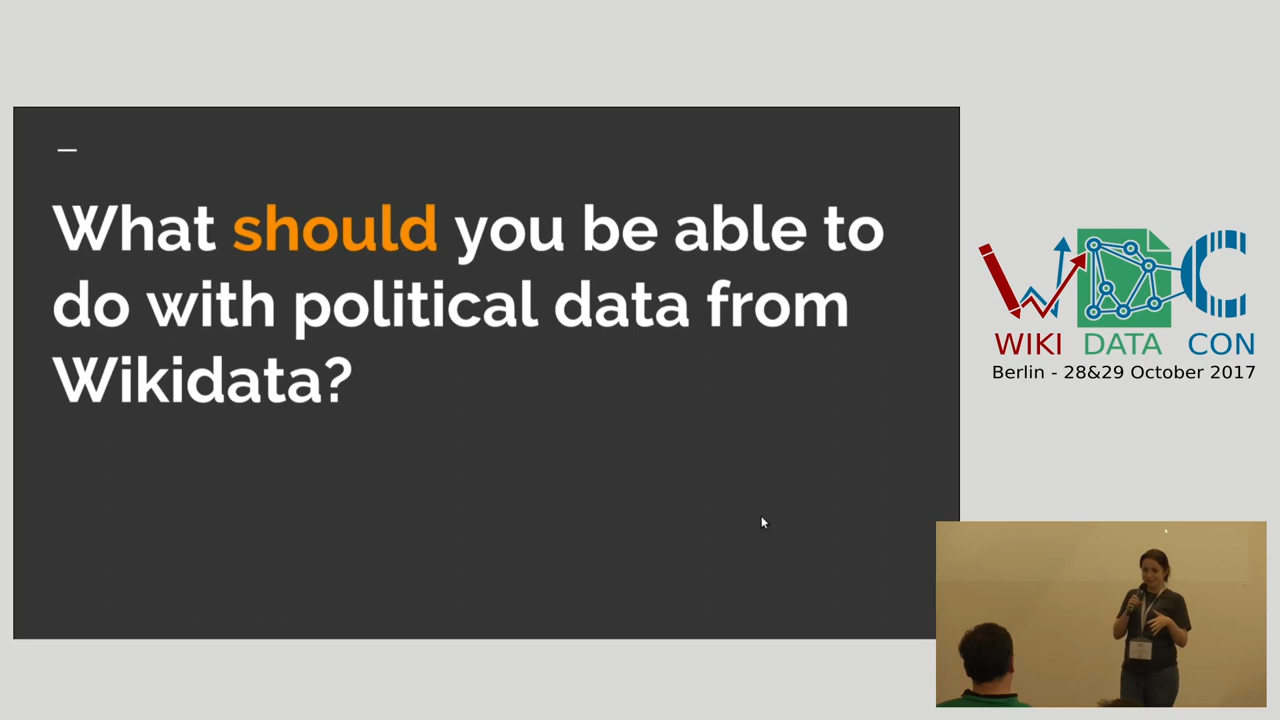 What should you be able to
do with political data from
Wikidata?
WIKI DATA CON
Berlin - 28&29 October 2017